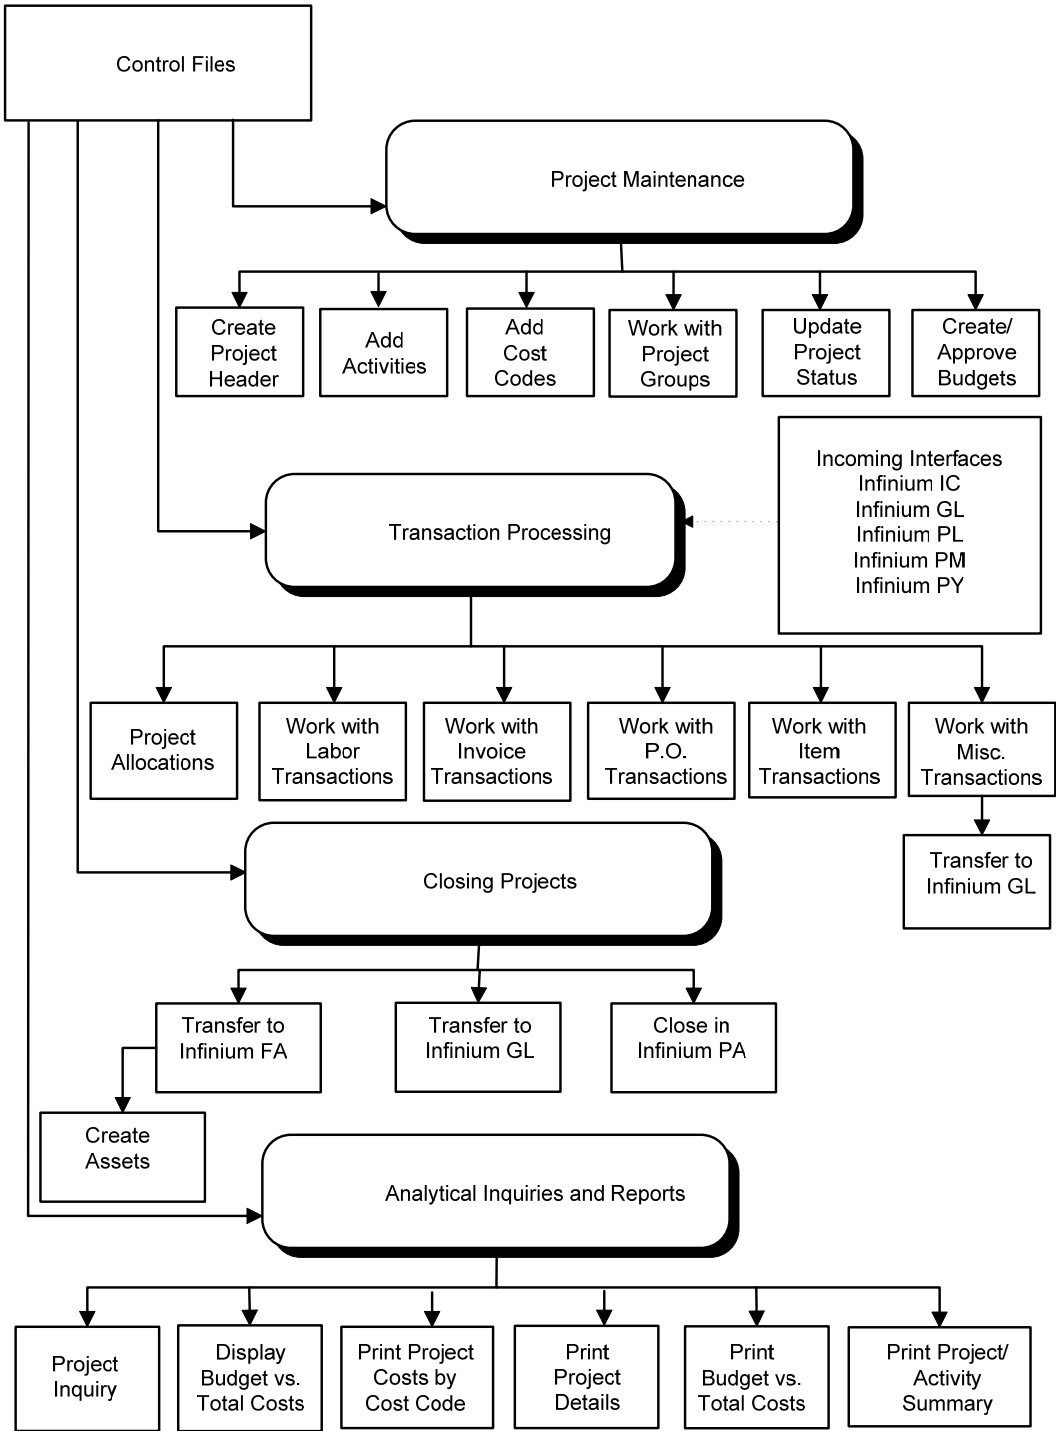 Control Files
Project Maintenance
Create
Project
Header
Add
Activities
Add
Cost
Codes
Work with
Project
Groups
Update
Project
Status
Create/
Approve
Budgets
Incoming Interfaces
Infinium IC
Infinium GL
Infinium PL
Infinium PM
Infinium PY
Transaction Processing
Project
Allocations
Work with
Labor
Transactions
Work with
Invoice
Transactions
Work with
P.O.
Transactions
Work with
Item
Transactions
Work with
Misc.
Transactions
Transfer to
Infinium GL
Closing Projects
Transfer to
Infinium FA
Transfer to
Infinium GL
Close in
Infinium PA
Create
Assets
Analytical Inquiries and Reports
Project
Inquiry
Display
Budget vs.
Total Costs
Print Project
Costs by
Cost Code
Print
Project
Details
Print
Budget vs.
Total Costs
Print Project/
Activity
Summary